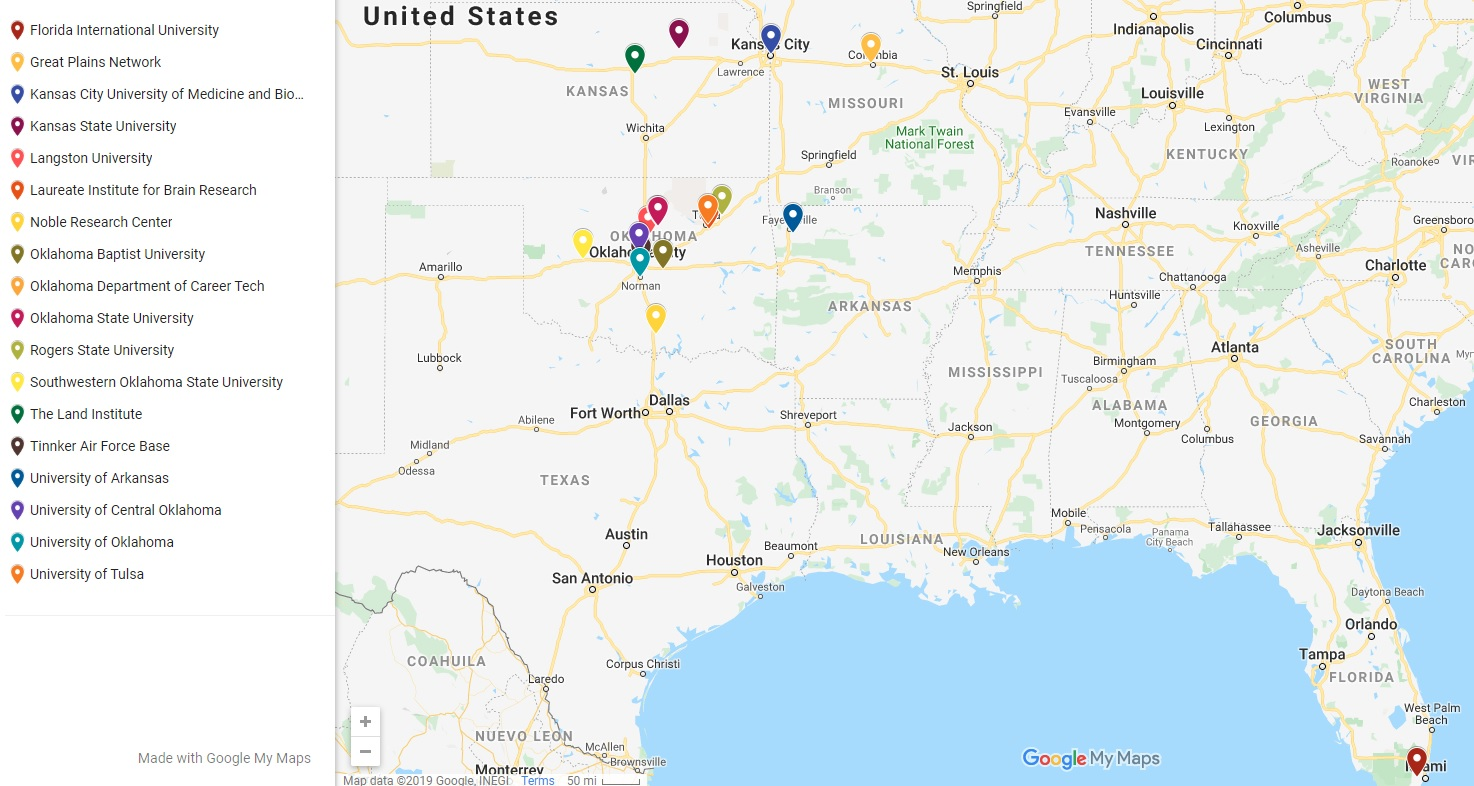 Florida International University
Great Plains Network
Kansas City University of Medicine and Bio...
Kansas State University
Langston University
Laureate Institute for Brain Research
Noble Research Center
Oklahoma Baptist University
Oklahoma Department of Career Tech
Oklahoma State University
Rogers State University
Southwestern Oklahoma State University
The Land Institute
Tinnker Air Force Base
University of Arkansas
University of Central Oklahoma
University of Oklahoma
University of Tulsa
Made with Google My Maps
United States
Springfield
Indianapolis
Columbus
Cincinnati
Lawrence
St. Louis
KANSAS
MISSOURI
Louisville
WEST
VIRGINIA
Evansville
Lexington
Wichita
Mark Twain
National Forest
Springfield
KENTUCKY
Roanoke
Branson
Nashville
Knoxville
Greensboro
TENNESSEE
Asheville
Charlotte
Amarillo
Memphis
Chattanooga
Norman
Huntsville
ARKANSAS
Atlanta
SOUTH
CAROLINA
Lubbock
Birmingham
MISSISSIPPI
Tuscaloosa
Dallas
Fort Worth
ALABAMA
Charleston
Shreveport
Abilene
Jackson
Montgomery
GEORGIA
Columbus
Savannah
Midland
Odessa
TEXAS
Mobile
Pensacola
Panama
City Beach
Tallahassee
Jacksonville
Austin
LOUISIANA
Beaumont
New Orleans
Houston
San Antonio
Galveston
Daytona Beach
Orlando
Tampa
FLORIDA
COAHUILA
Corpus Christi
Laredo
West Palm
Beach
NUEVO LEON
McAllen
Brownsville
Monterrey
Google My Maps
Map data ©2019 Google, INEGI Terms 50 mi